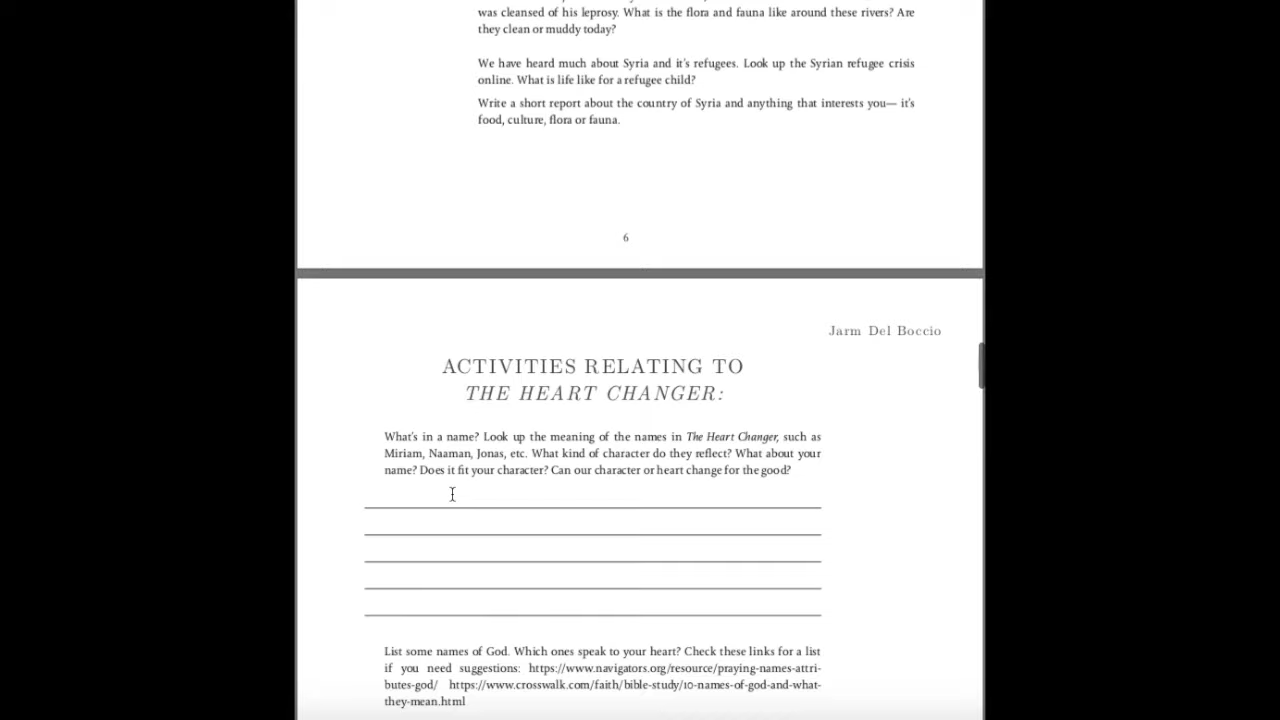 was cleansed of his leprosy. What is the flora and fauna like around these rivers? Are
they clean or muddy today?
We have heard much about Syria and it's refugees. Look up the Syrian refugee crisis
online. What is life like for a refugee child?
Write a short report about the country of Syria and anything that interests you— it's
food, culture, flora or fauna.
6
Jarm Del Boccio
ACTIVITIES RELATING TO
THE HEART CHANGER:
What's in a name? Look up the meaning of the names in The Heart Changer, such as
Miriam, Naaman, Jonas, etc. What kind of character do they reflect? What about your
name? Does it fit your character? Can our character or heart change for the good?
List some names of God. Which ones speak to your heart? Check these links for a list
if you need suggestions: https://www.navigators.org/resource/praying-names-attri-
butes-god/ https://www.crosswalk.com/faith/bible-study/10-names-of-god-and-what-
they-mean.html